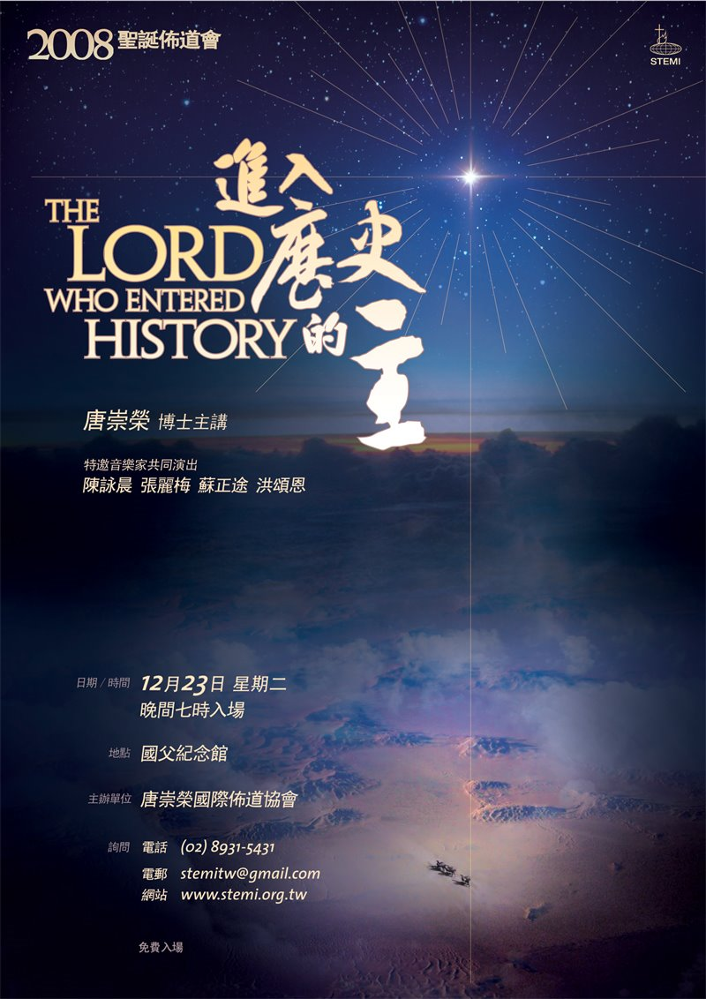 2008聖誕佈道會
STEMI
進入歷史的主
THE
LORD
WHO ENTERED
HISTORY
唐崇榮 博士主講
特邀音樂家共同演出
陳詠晨 張麗梅 蘇正途 洪頌恩
日期/時間 12月23日 星期二
晚間七時入場
地點 國父紀念館
主辦單位 唐崇榮國際佈道協會
詢問 電話 (02) 8931-5431
電郵 stemitw@gmail.com
網站 www.stemi.org.tw
免費入場